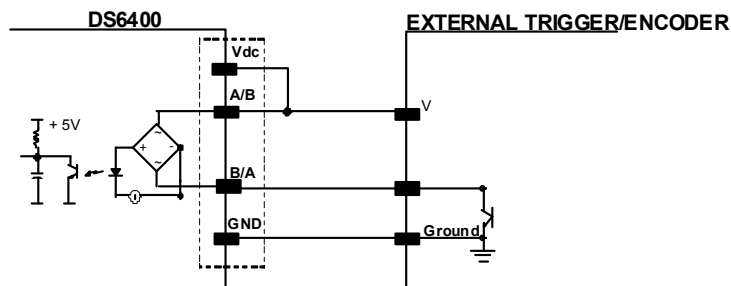 DS6400
EXTERNAL TRIGGER/ENCODER
Vdc
A/B
V
+ 5V
+ ~ ~ -
B/A
GND
Ground